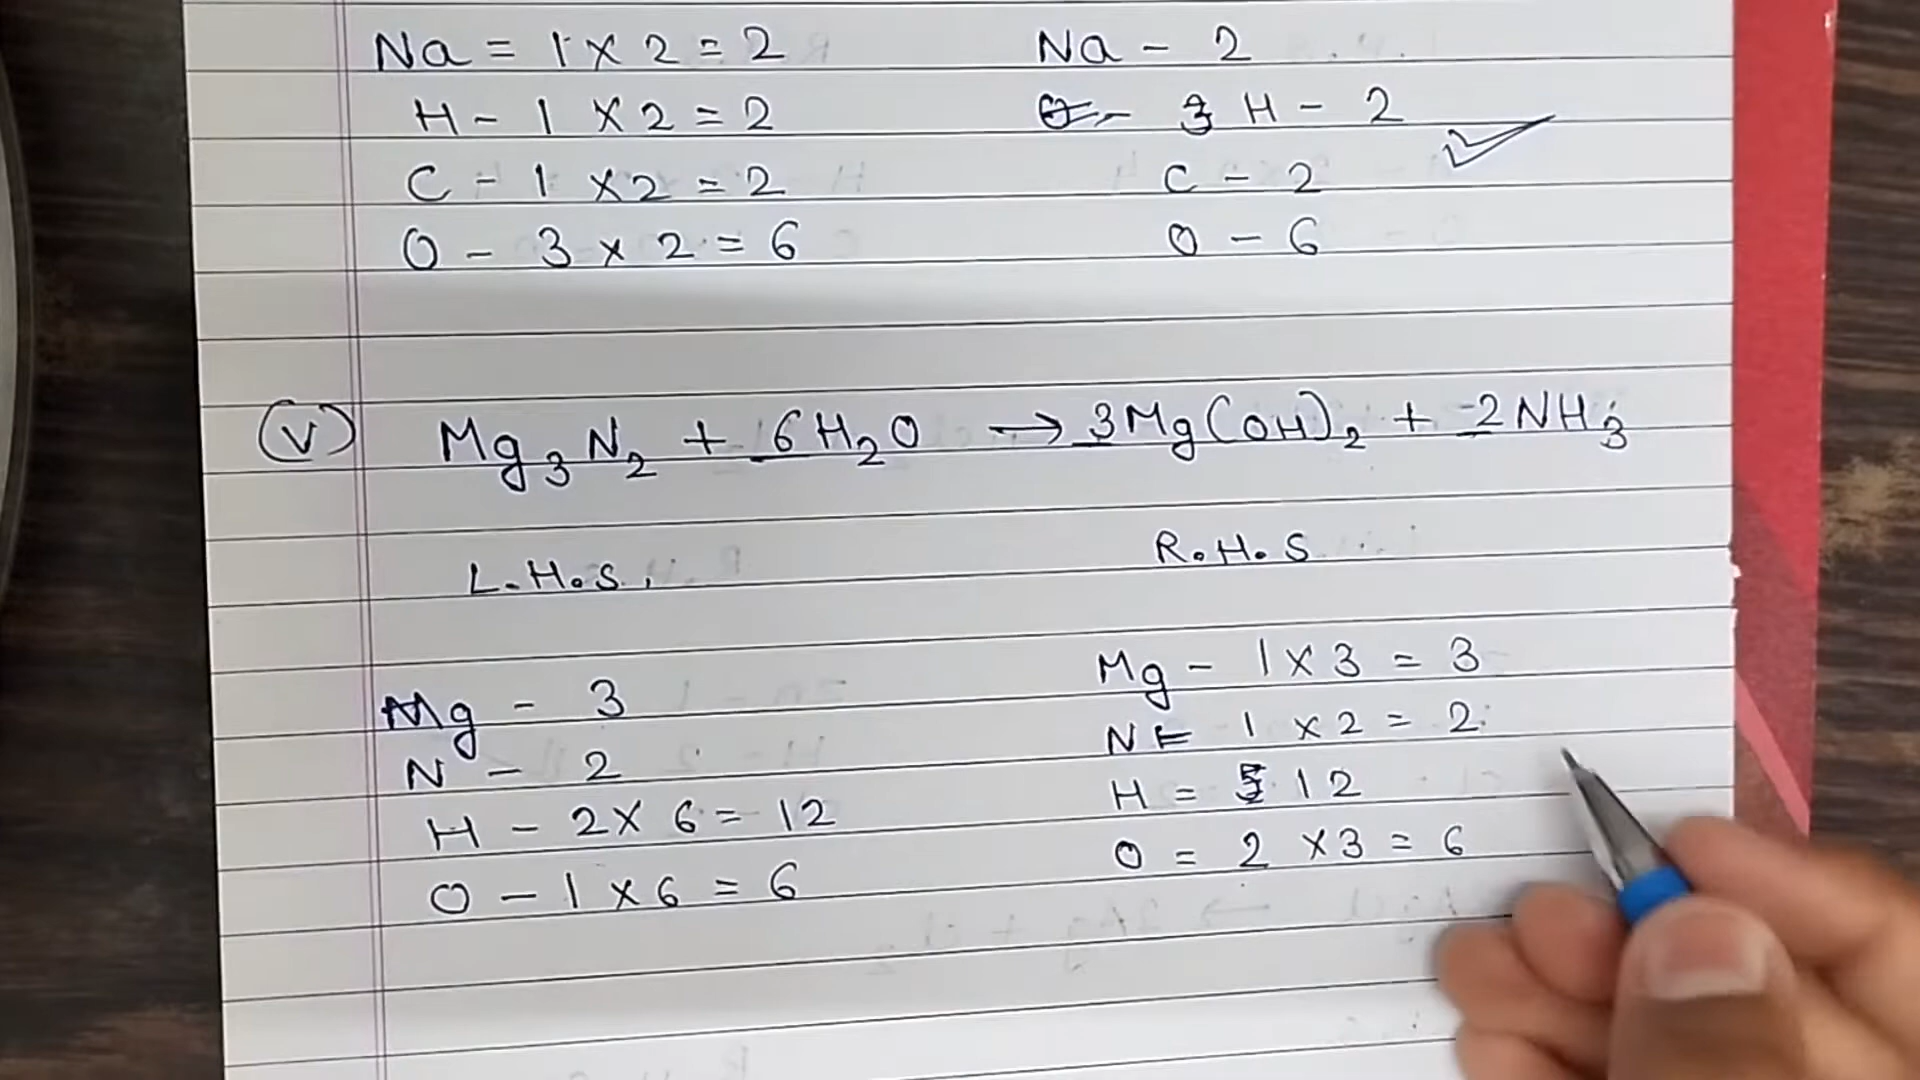 Na = 1 × 2 = 2 Na - 2
H - 1 × 2 = 2 H - 2
C - 1 × 2 = 2 C - 2
O - 3 × 2 = 6 O - 6
(V) Mg₃N₂ + 6H₂O → 3Mg(OH)₂ + 2NH₃
L.H.S. R.H.S
Mg - 3 Mg - 1 × 3 = 3
N - 2 N = 1 × 2 = 2
H - 2 × 6 = 12 H = 12
O - 1 × 6 = 6 O = 2 × 3 = 6